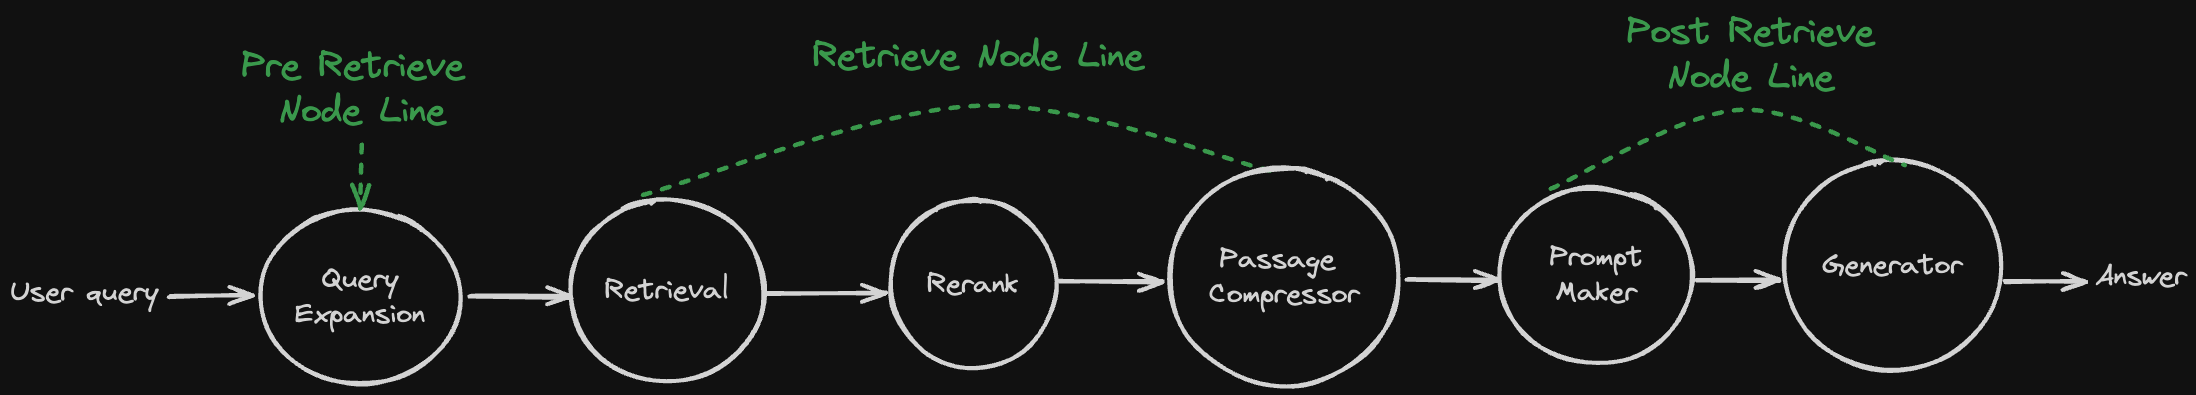 Pre Retrieve
Node Line
Retrieve Node Line
Post Retrieve
Node Line
User query
Query
Expansion
Retrieval
Rerank
Passage
Compressor
Prompt
Maker
Generator
Answer